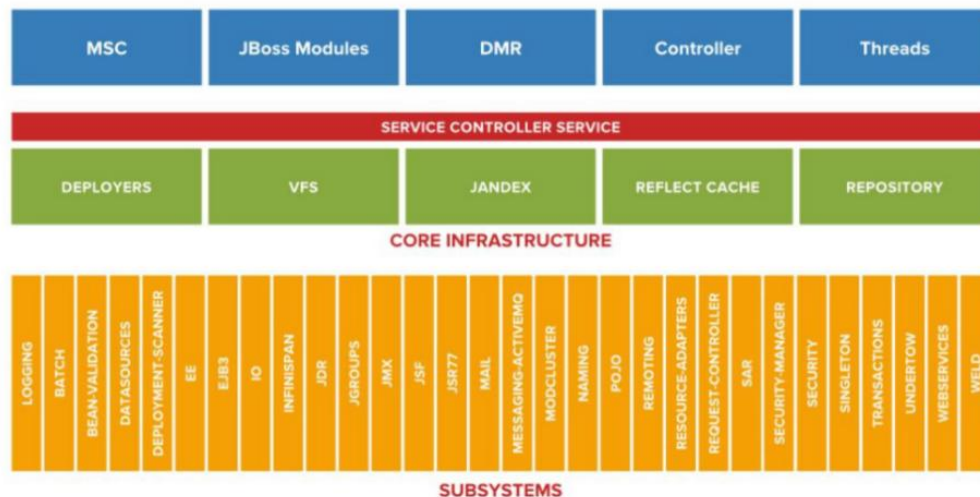 MSC
JBoss Modules
DMR
Controller
Threads
SERVICE CONTROLLER SERVICE
DEPLOYERS
VFS
JANDEX
REFLECT CACHE
REPOSITORY
CORE INFRASTRUCTURE
LOGGING
BATCH
BEAN-VALIDATION
DATASOURCES
DEPLOYMENT-SCANNER
EE
EJB3
IO
INFINISPAN
JDR
JGROUPS
JMX
JSF
JSR77
MAIL
MESSAGING-ACTIVEMQ
MODCLUSTER
NAMING
POJO
REMOTING
RESOURCE-ADAPTERS
REQUEST-CONTROLLER
SAR
SECURITY-MANAGER
SECURITY
SINGLETON
TRANSACTIONS
UNDERTOW
WEBSERVICES
WELD
SUBSYSTEMS